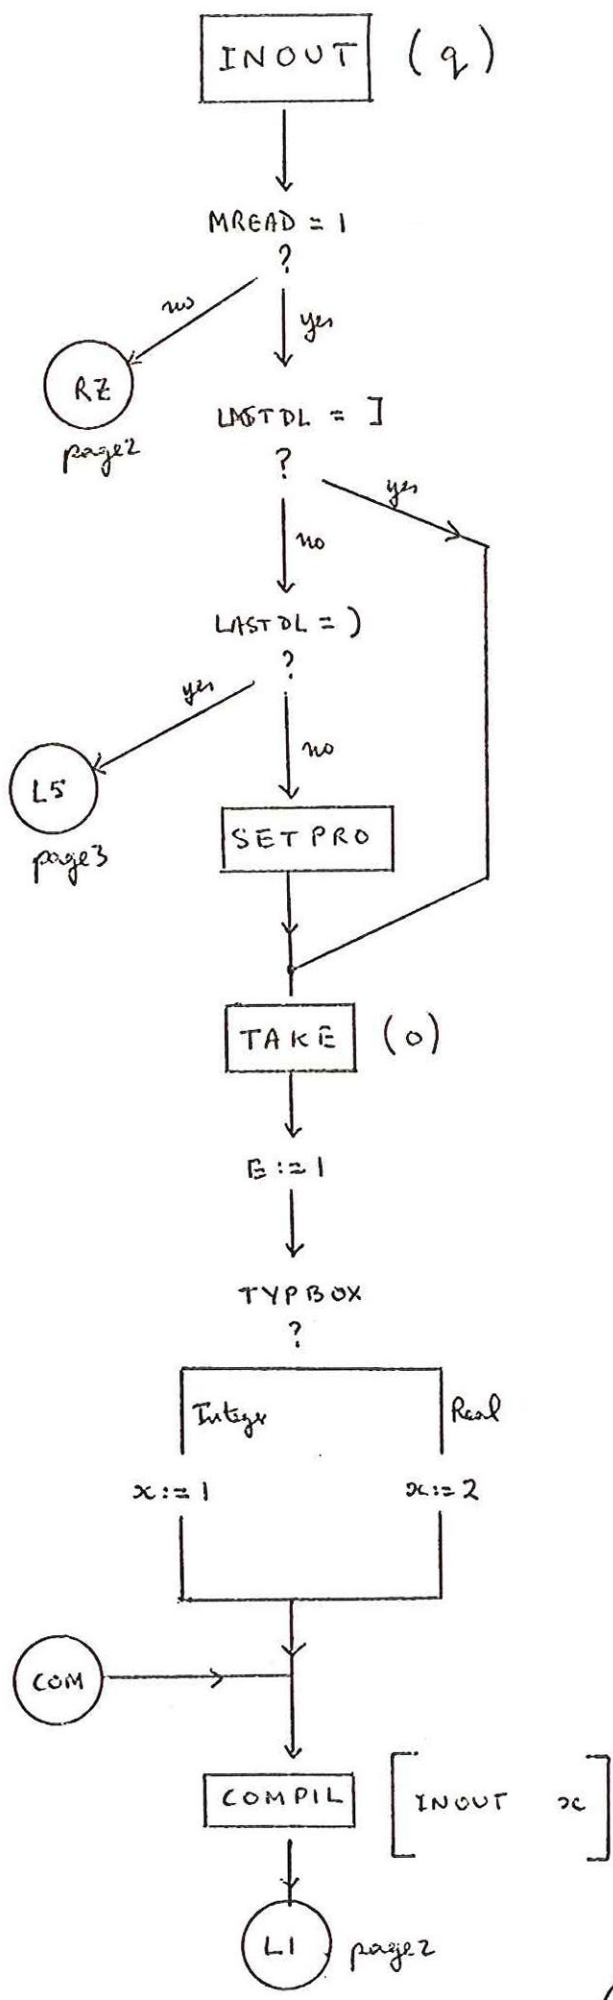 INOUT (q)
MREAD = 1
?
no
yes
RZ
page2
LASTDL = ]
?
yes
no
LASTDL = )
?
yes
no
L5
page3
SETPRO
TAKE (0)
E := 1
TYPBOX
?
Integer
Real
x := 1
x := 2
COM
COMPIL [INOUT x]
L1
page2